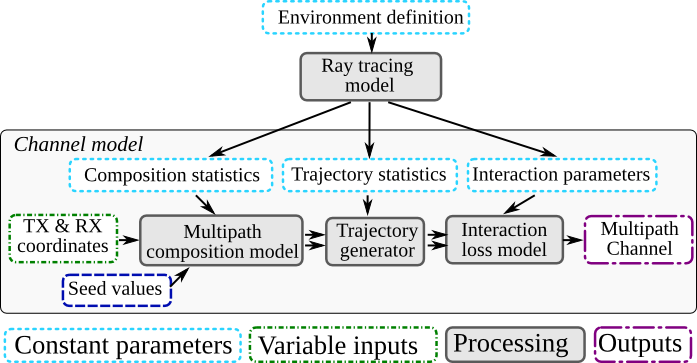 Environment definition
Ray tracing
model
Channel model
Composition statistics
Trajectory statistics
Interaction parameters
TX & RX
coordinates
Multipath
composition model
Trajectory
generator
Interaction
loss model
Multipath
Channel
Seed values
Constant parameters
Variable inputs
Processing
Outputs